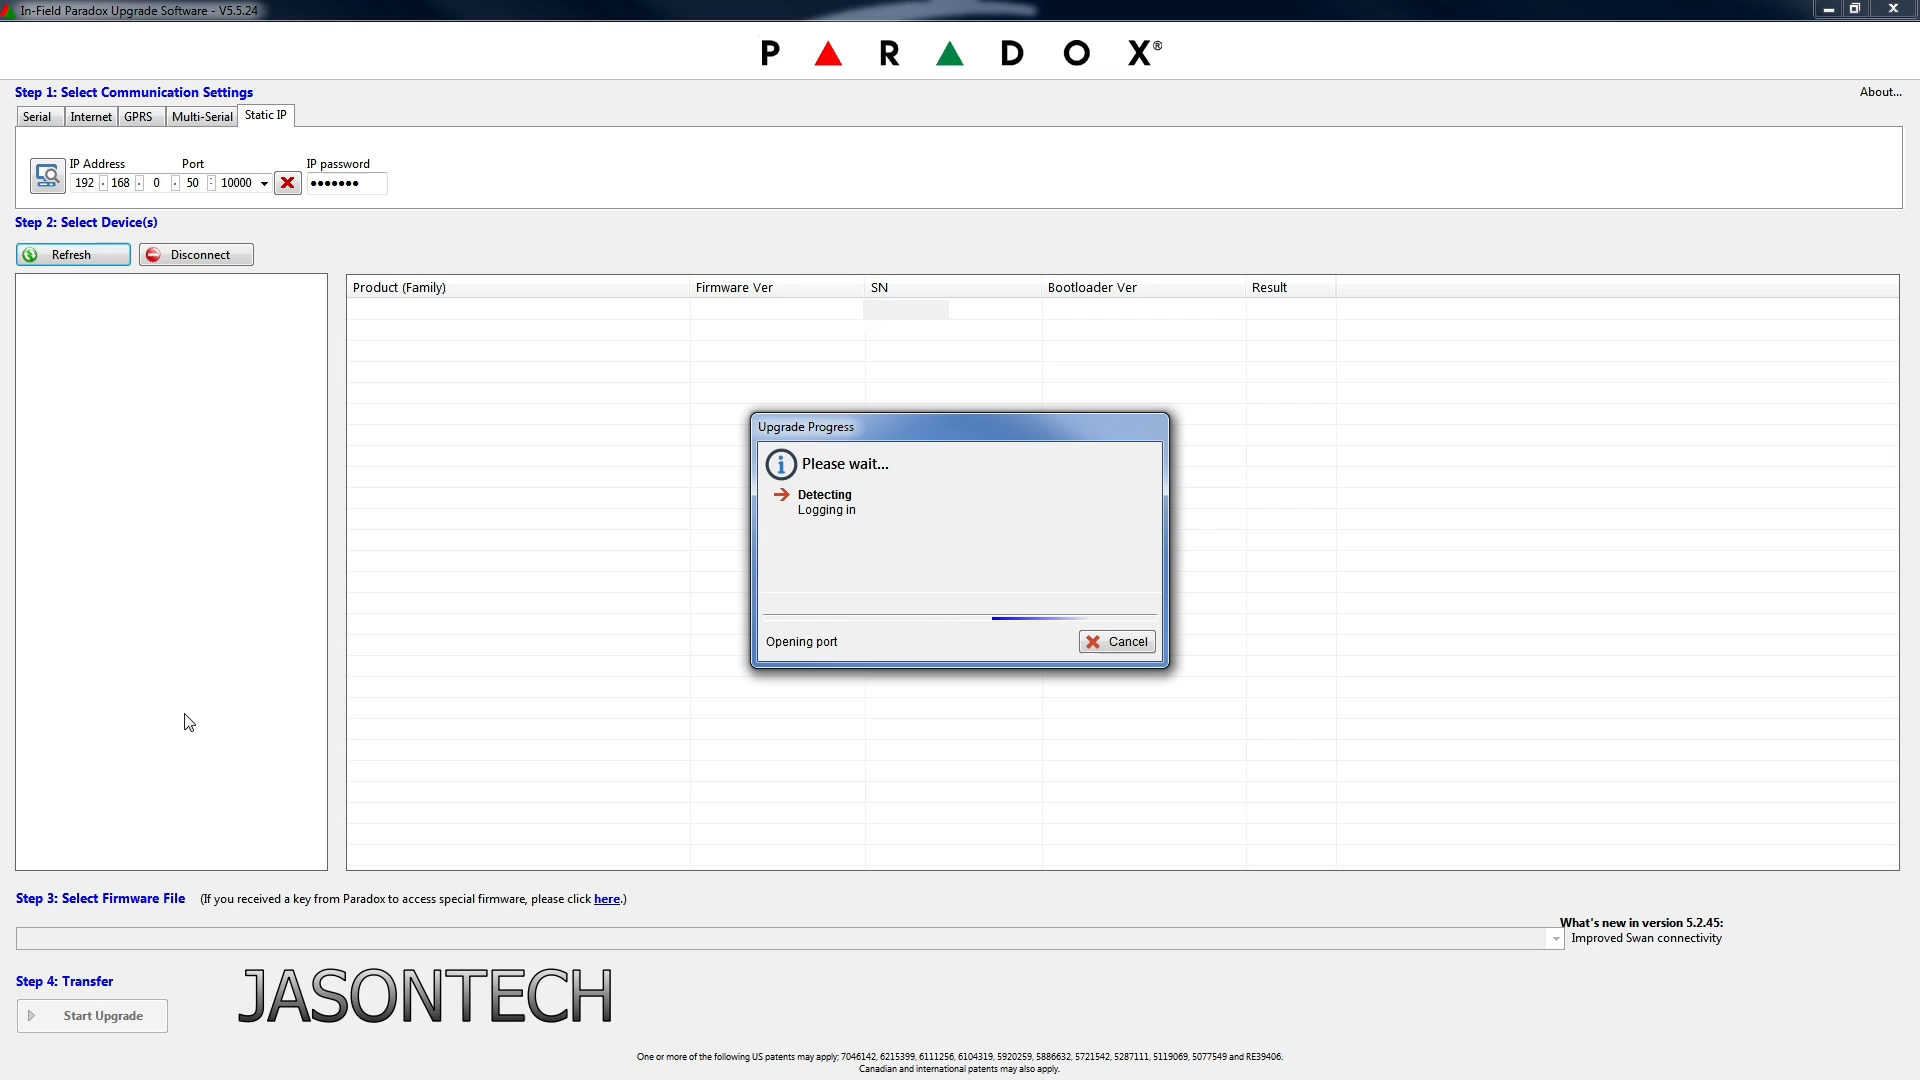 In-Field Paradox Upgrade Software - V5.5.24
P R D O X®
Step 1: Select Communication Settings
About...
Serial Internet GPRS Multi-Serial Static IP
IP Address Port IP password
192 . 168 . 0 . 50 : 10000 •••••••
Step 2: Select Device(s)
Refresh Disconnect
Product (Family) Firmware Ver SN Bootloader Ver Result
Upgrade Progress
Please wait...
Detecting
Logging in
Opening port
Cancel
Step 3: Select Firmware File (If you received a key from Paradox to access special firmware, please click here.)
What's new in version 5.2.45:
Improved Swan connectivity
Step 4: Transfer
Start Upgrade
JASONTECH
One or more of the following US patents may apply: 7046142, 6215399, 6111256, 6104319, 5920259, 5886632, 5721542, 5287111, 5119069, 5077549 and RE39406.
Canadian and international patents may also apply.